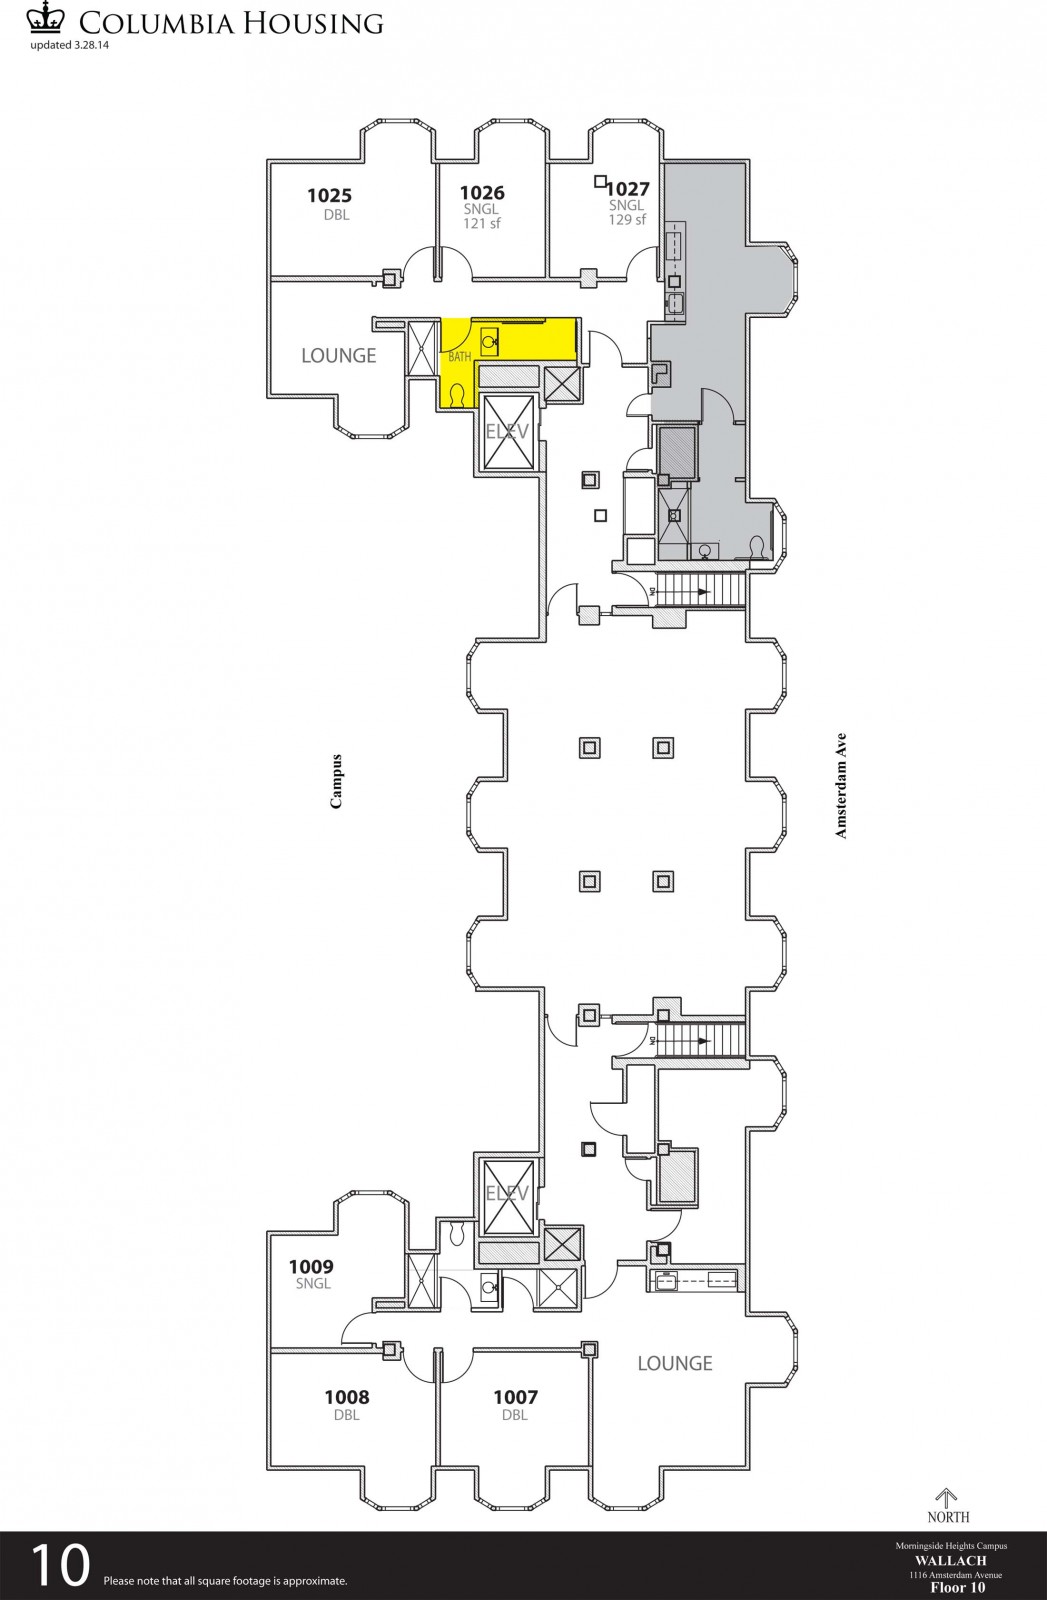 COLUMBIA HOUSING
updated 3.28.14
1025
DBL
1026
SNGL
121 sf
1027
SNGL
129 sf
LOUNGE
BATH
ELEV
DN
Campus
Amsterdam Ave
DN
ELEV
1009
SNGL
LOUNGE
1008
DBL
1007
DBL
NORTH
10
Please note that all square footage is approximate.
Morningside Heights Campus
WALLACH
1116 Amsterdam Avenue
Floor 10